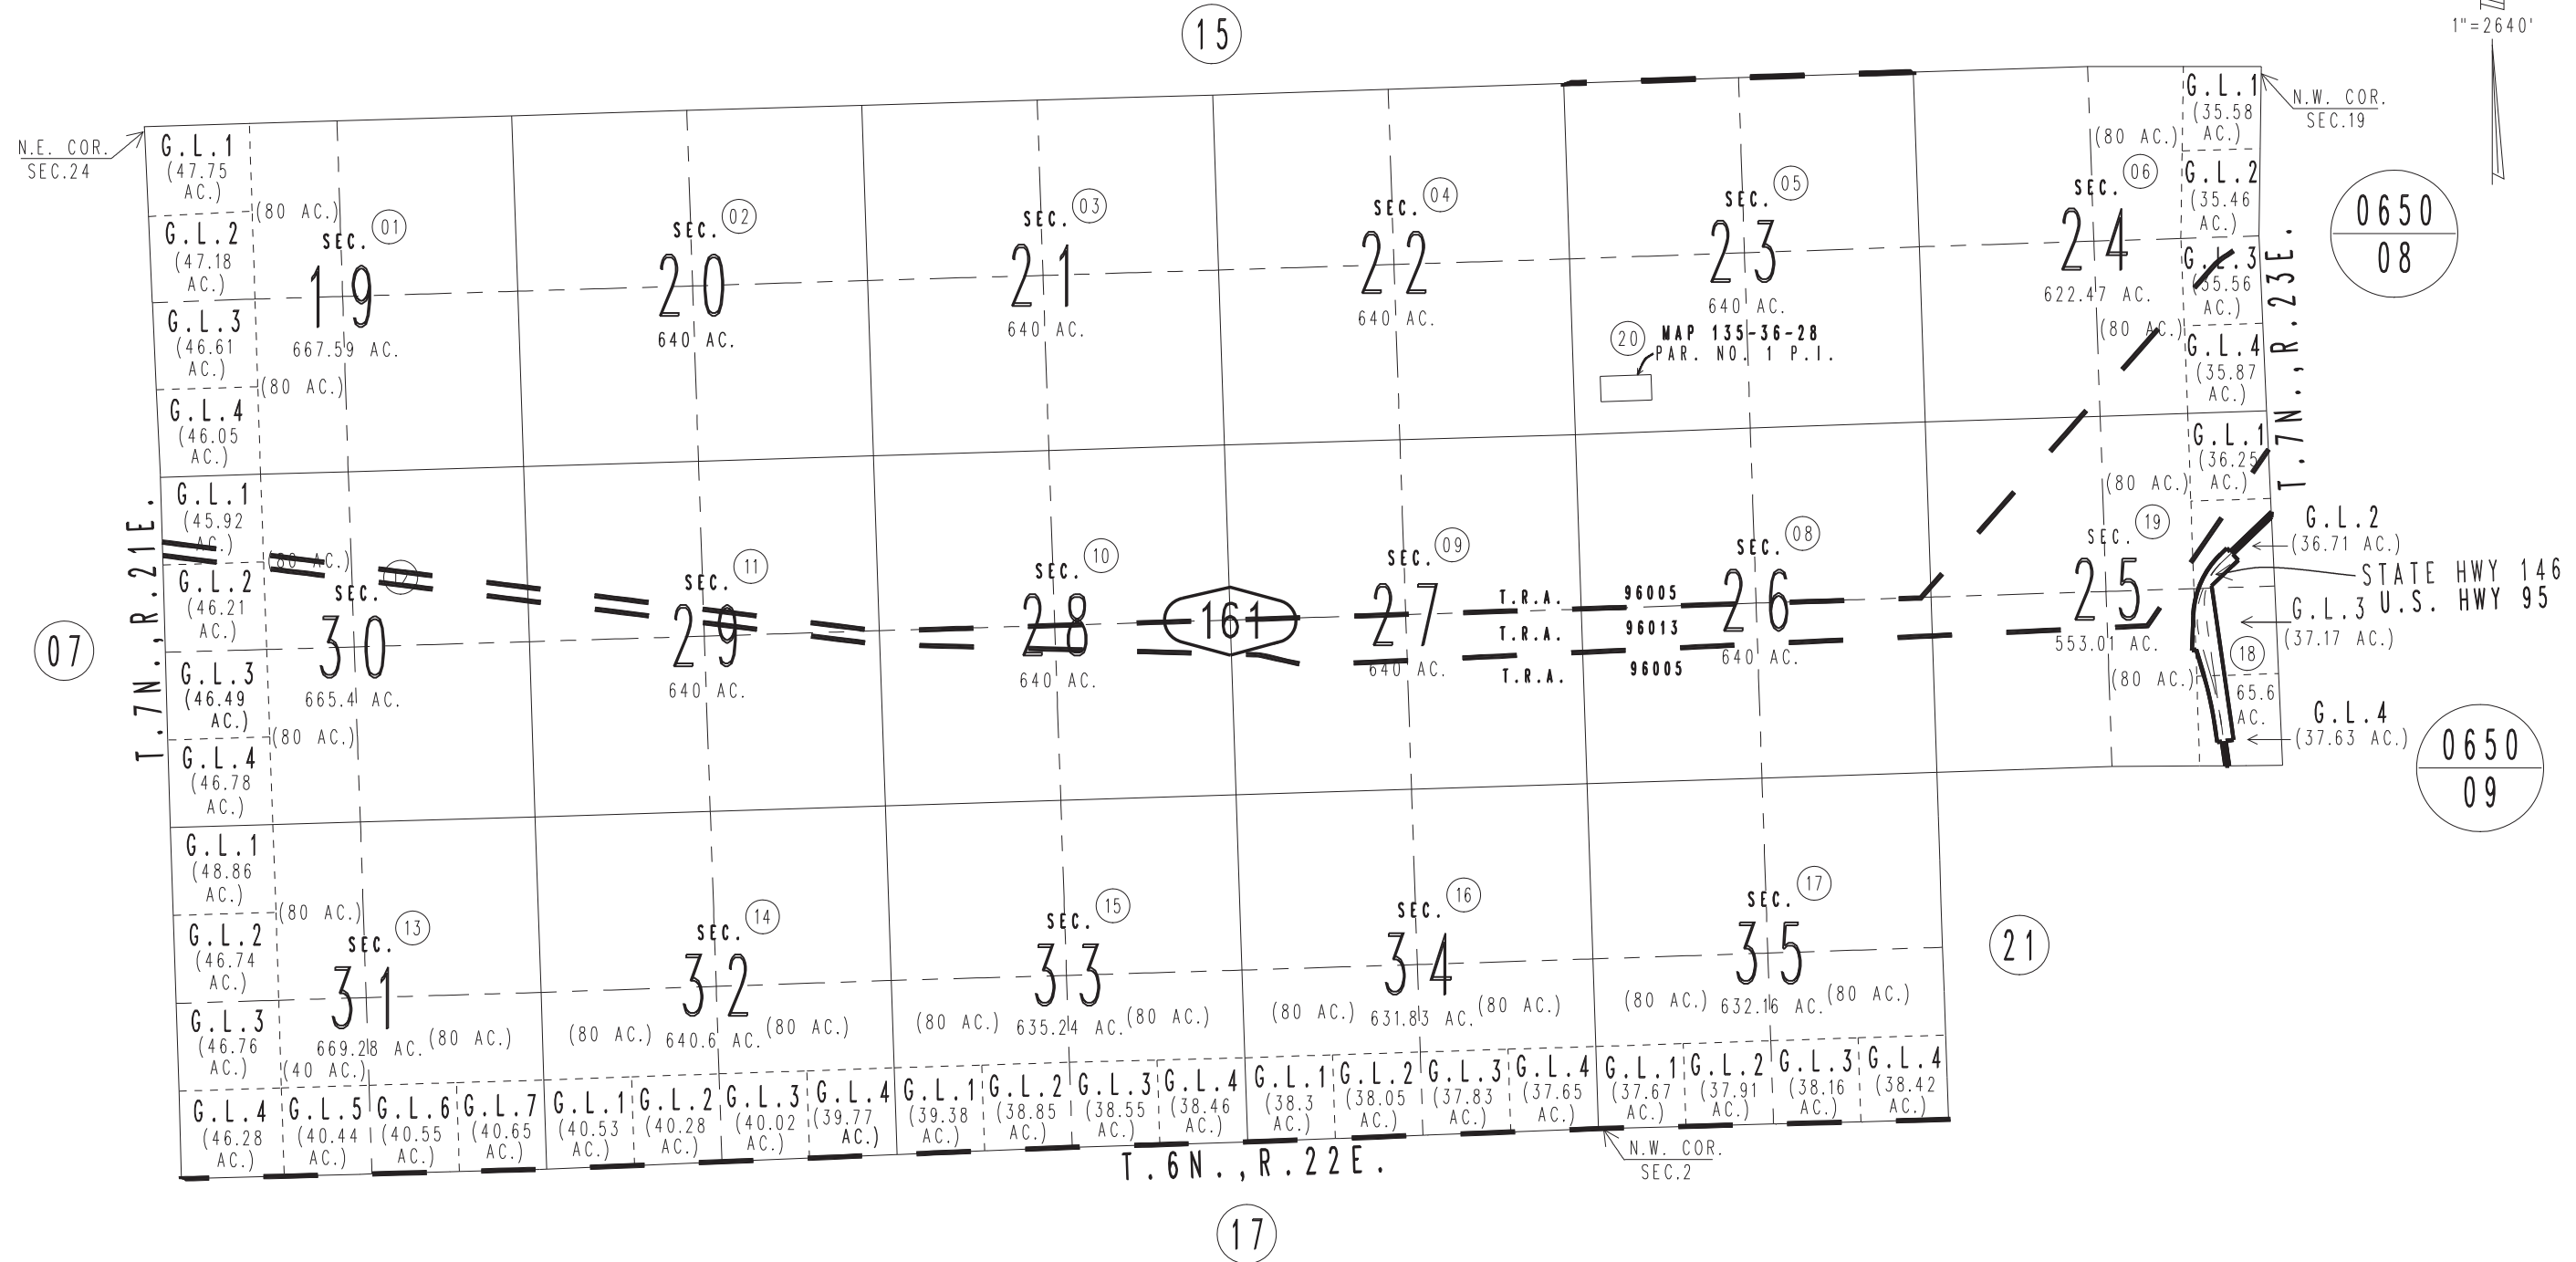 15
1"=2640'
N.E. COR.
SEC.24
N.W. COR.
SEC.19
G.L.1
(47.75
AC.)
G.L.2
(47.18
AC.)
G.L.3
(46.61
AC.)
G.L.4
(46.05
AC.)
(80 AC.)
SEC. 01
19
667.59 AC.
(80 AC.)
SEC. 02
20
640 AC.
SEC. 03
21
640 AC.
SEC. 04
22
640 AC.
SEC. 05
23
640 AC.
20 MAP 135-36-28
PAR. NO. 1 P.I.
(80 AC.)
SEC. 06
24
622.47 AC.
(80 AC.)
G.L.1
(35.58
AC.)
G.L.2
(35.46
AC.)
G.L.3
(35.56
AC.)
G.L.4
(35.87
AC.)
T.7N.,R.23E.
0650
08
T.7N.,R.21E.
07
G.L.1
(45.92
AC.)
G.L.2
(46.21
AC.)
G.L.3
(46.49
AC.)
G.L.4
(46.78
AC.)
(80 AC.)
SEC. 12
30
665.4 AC.
(80 AC.)
SEC. 11
29
640 AC.
SEC. 10
28
640 AC.
161
SEC. 09
27
640 AC.
T.R.A. 96005
T.R.A. 96013
T.R.A. 96005
SEC. 08
26
640 AC.
(80 AC.)
SEC. 19
25
553.01 AC.
(80 AC.)
G.L.1
(36.25
AC.)
G.L.2
(36.71 AC.)
STATE HWY 146
U.S. HWY 95
G.L.3
(37.17 AC.)
18
65.6
AC.
G.L.4
(37.63 AC.)
0650
09
G.L.1
(48.86
AC.)
G.L.2
(46.74
AC.)
G.L.3
(46.76
AC.)
(80 AC.)
SEC. 13
31
669.28 AC.
(80 AC.)
(40 AC.)
SEC. 14
32
(80 AC.) 640.6 AC. (80 AC.)
SEC. 15
33
(80 AC.) 635.24 AC. (80 AC.)
SEC. 16
34
(80 AC.) 631.83 AC. (80 AC.)
SEC. 17
35
(80 AC.) 632.16 AC. (80 AC.)
21
G.L.4
(46.28
AC.)
G.L.5
(40.44
AC.)
G.L.6
(40.55
AC.)
G.L.7
(40.65
AC.)
G.L.1
(40.53
AC.)
G.L.2
(40.28
AC.)
G.L.3
(40.02
AC.)
G.L.4
(39.77
AC.)
G.L.1
(39.38
AC.)
G.L.2
(38.85
AC.)
G.L.3
(38.55
AC.)
G.L.4
(38.46
AC.)
G.L.1
(38.3
AC.)
G.L.2
(38.05
AC.)
G.L.3
(37.83
AC.)
G.L.4
(37.65
AC.)
G.L.1
(37.67
AC.)
G.L.2
(37.91
AC.)
G.L.3
(38.16
AC.)
G.L.4
(38.42
AC.)
T.6N.,R.22E.
N.W. COR.
SEC.2
17